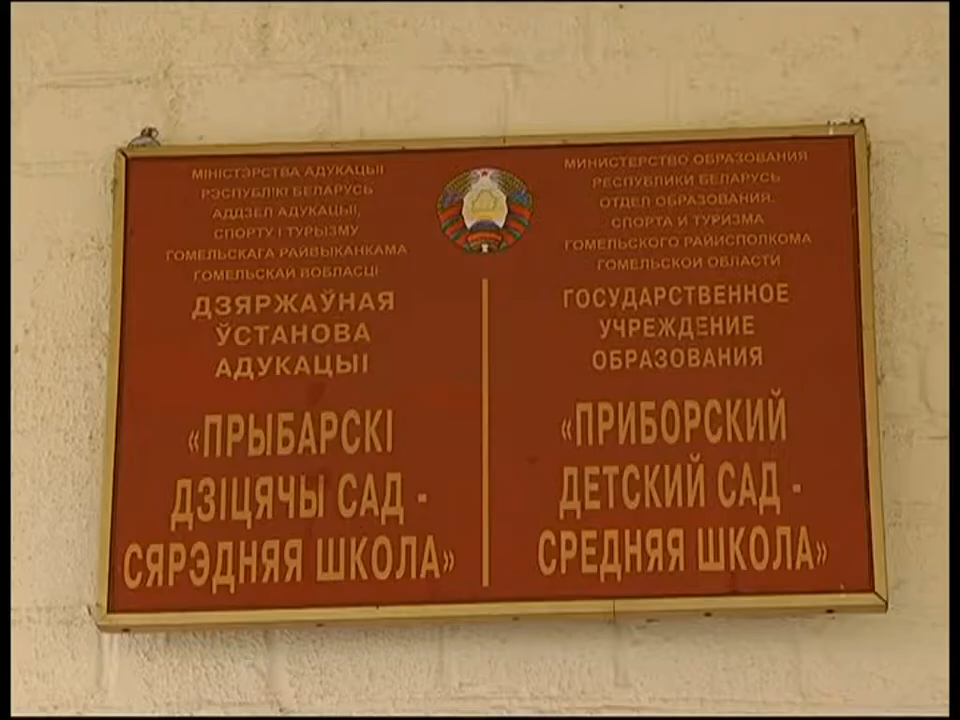 МІНІСТЭРСТВА АДУКАЦЫІ
РЭСПУБЛІКІ БЕЛАРУСЬ
АДДЗЕЛ АДУКАЦЫІ,
СПОРТУ І ТУРЫЗМУ
ГОМЕЛЬСКАГА РАЙВЫКАНКАМА
ГОМЕЛЬСКАЙ ВОБЛАСЦІ
ДЗЯРЖАЎНАЯ
ЎСТАНОВА
АДУКАЦЫІ
«ПРЫБАРСКІ
ДЗІЦЯЧЫ САД -
СЯРЭДНЯЯ ШКОЛА»
МИНИСТЕРСТВО ОБРАЗОВАНИЯ
РЕСПУБЛИКИ БЕЛАРУСЬ
ОТДЕЛ ОБРАЗОВАНИЯ,
СПОРТА И ТУРИЗМА
ГОМЕЛЬСКОГО РАЙИСПОЛКОМА
ГОМЕЛЬСКОЙ ОБЛАСТИ
ГОСУДАРСТВЕННОЕ
УЧРЕЖДЕНИЕ
ОБРАЗОВАНИЯ
«ПРИБОРСКИЙ
ДЕТСКИЙ САД -
СРЕДНЯЯ ШКОЛА»